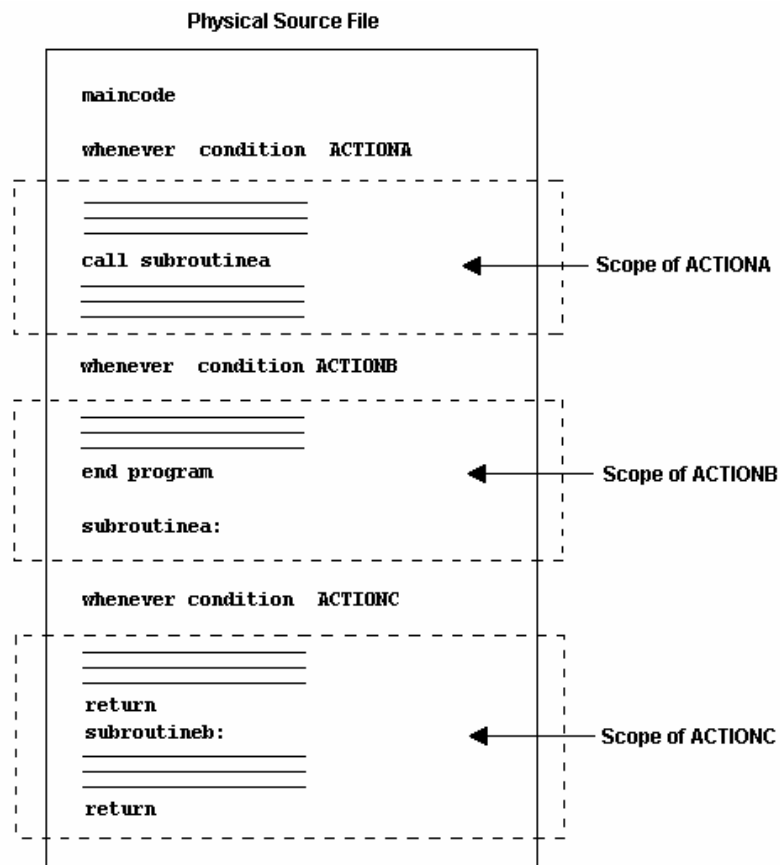 Physical Source File
maincode
whenever condition ACTIONA
call subroutinea
Scope of ACTIONA
whenever condition ACTIONB
end program
Scope of ACTIONB
subroutinea:
whenever condition ACTIONC
return
subroutineb:
Scope of ACTIONC
return